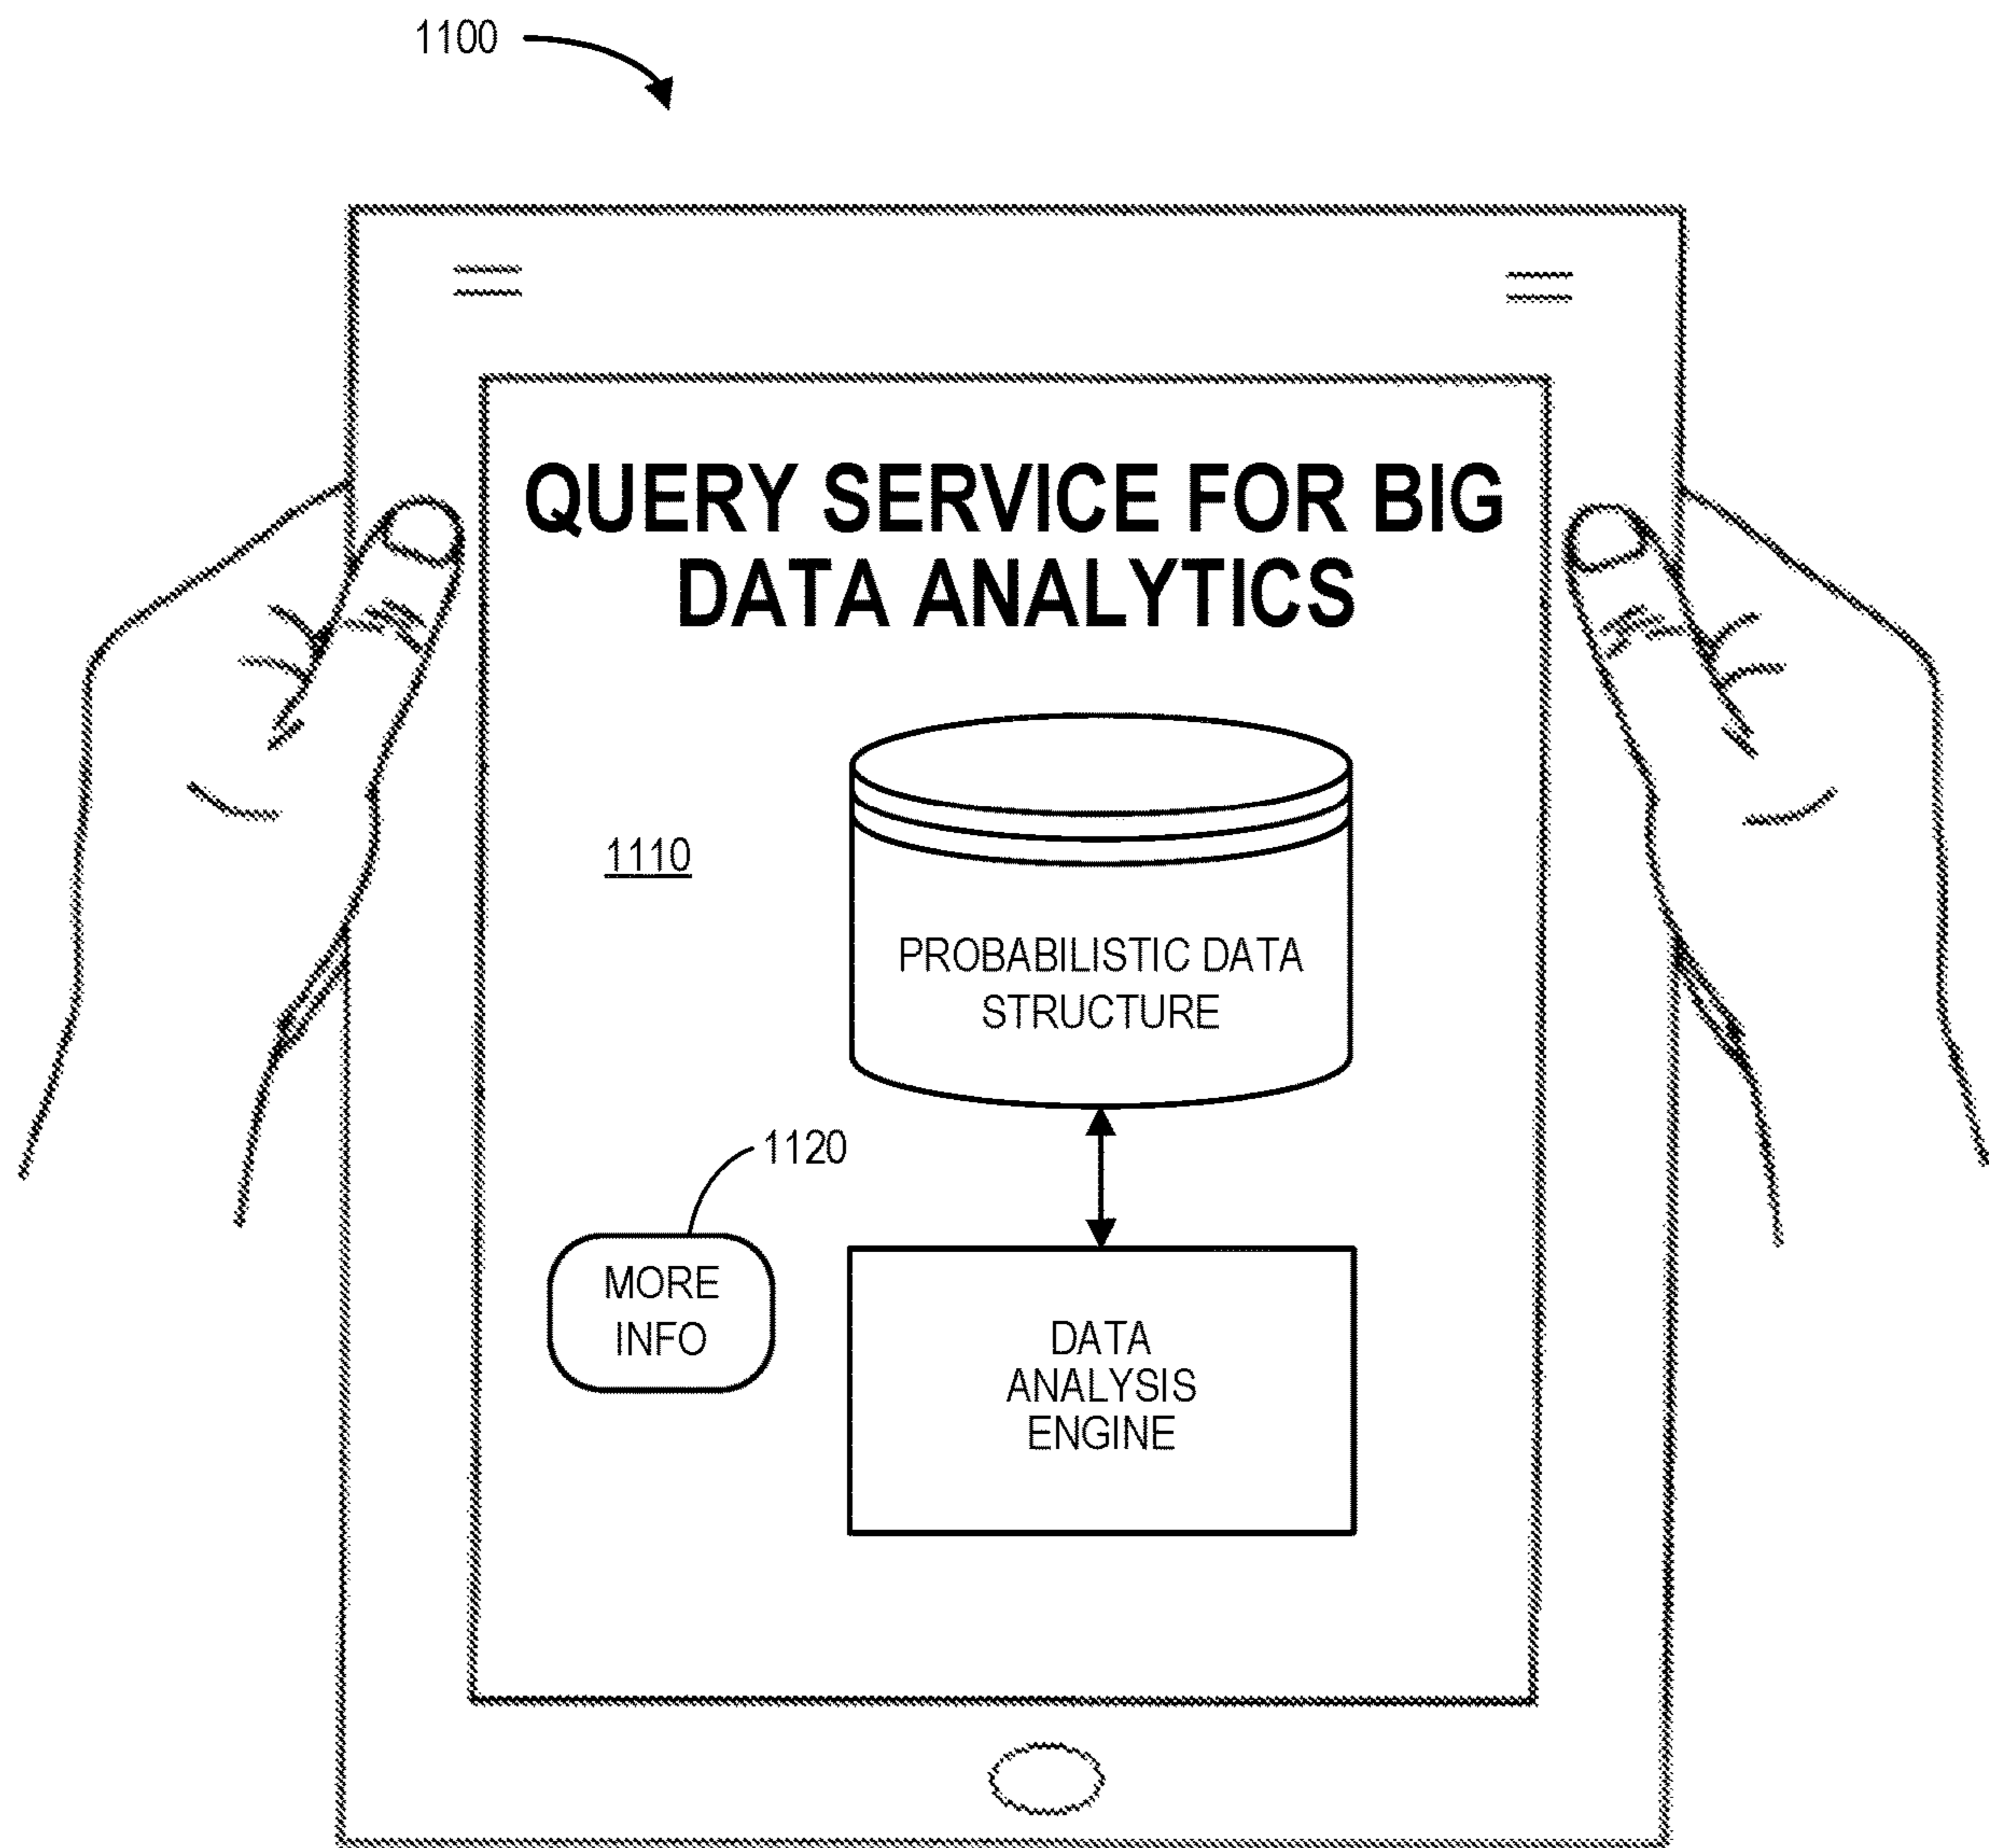 1100
QUERY SERVICE FOR BIG
DATA ANALYTICS
1110
PROBABILISTIC DATA
STRUCTURE
1120
MORE
INFO
DATA
ANALYSIS
ENGINE